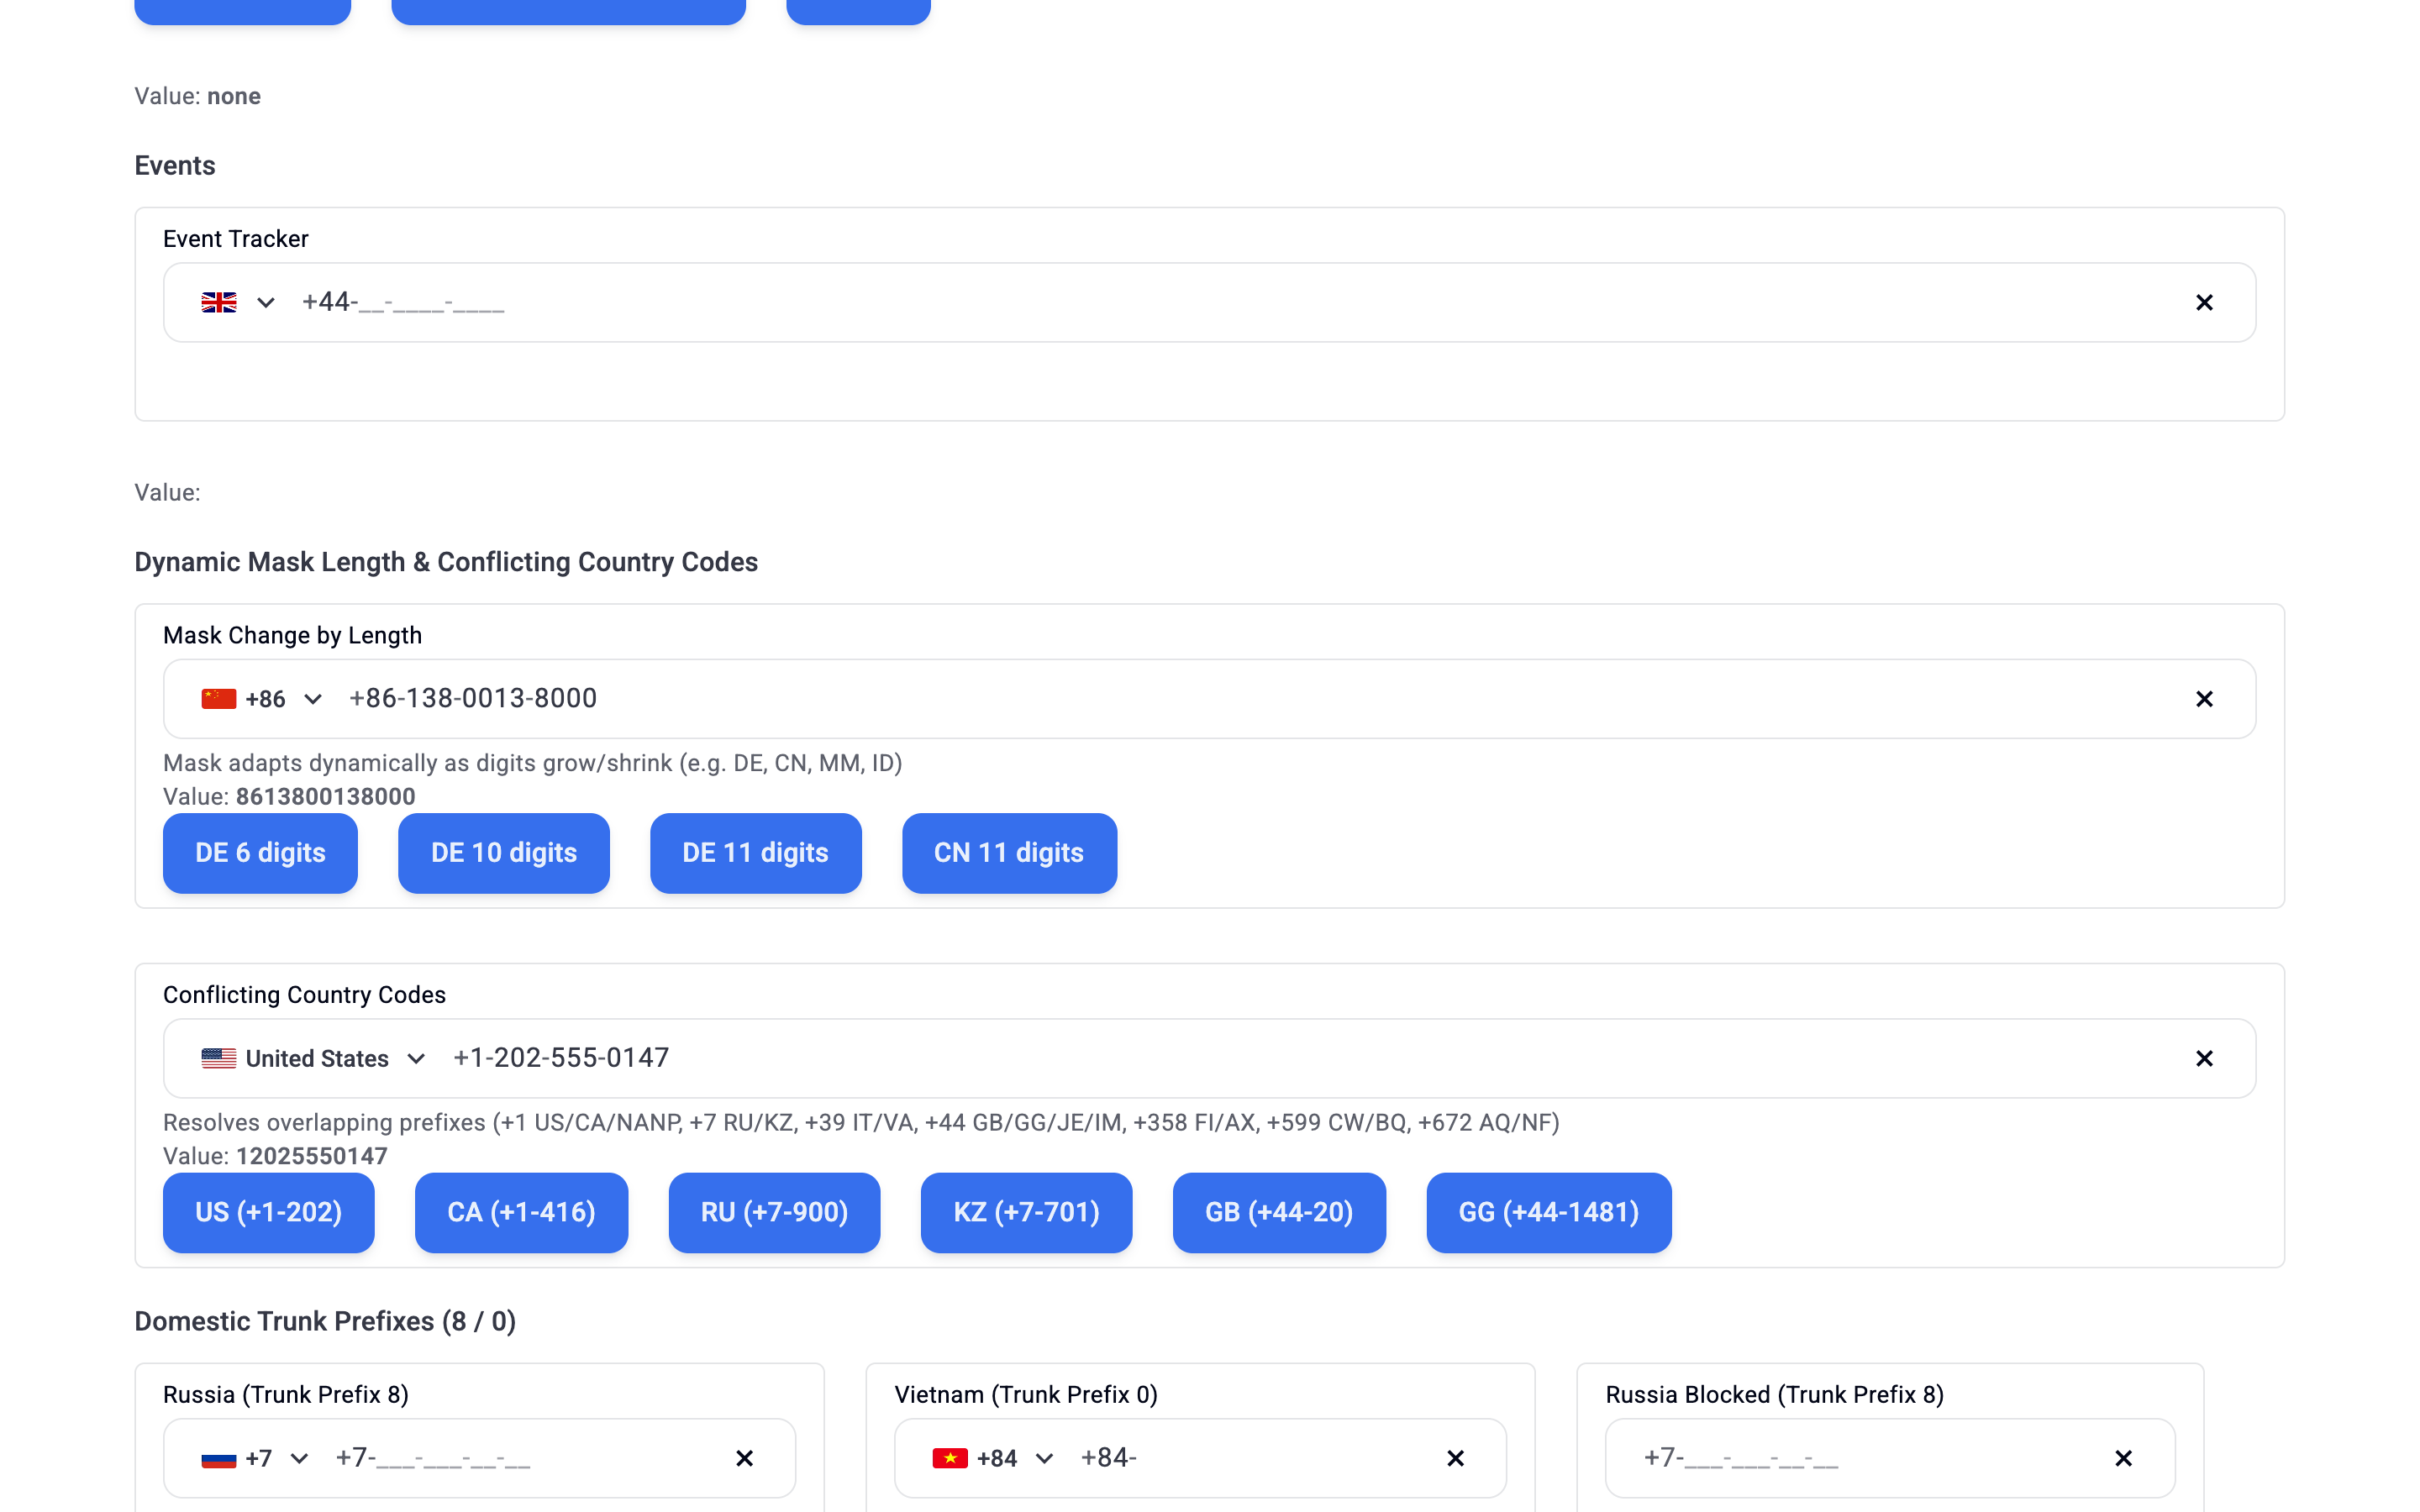 Value: none
Events
Event Tracker
+44-__-____-____
Value:
Dynamic Mask Length & Conflicting Country Codes
Mask Change by Length
+86 +86-138-0013-8000
Mask adapts dynamically as digits grow/shrink (e.g. DE, CN, MM, ID)
Value: 8613800138000
DE 6 digits DE 10 digits DE 11 digits CN 11 digits
Conflicting Country Codes
United States +1-202-555-0147
Resolves overlapping prefixes (+1 US/CA/NANP, +7 RU/KZ, +39 IT/VA, +44 GB/GG/JE/IM, +358 FI/AX, +599 CW/BQ, +672 AQ/NF)
Value: 12025550147
US (+1-202) CA (+1-416) RU (+7-900) KZ (+7-701) GB (+44-20) GG (+44-1481)
Domestic Trunk Prefixes (8 / 0)
Russia (Trunk Prefix 8) Vietnam (Trunk Prefix 0) Russia Blocked (Trunk Prefix 8)
+7 +7-___-___-__-__ +84 +84- +7-___-___-__-__